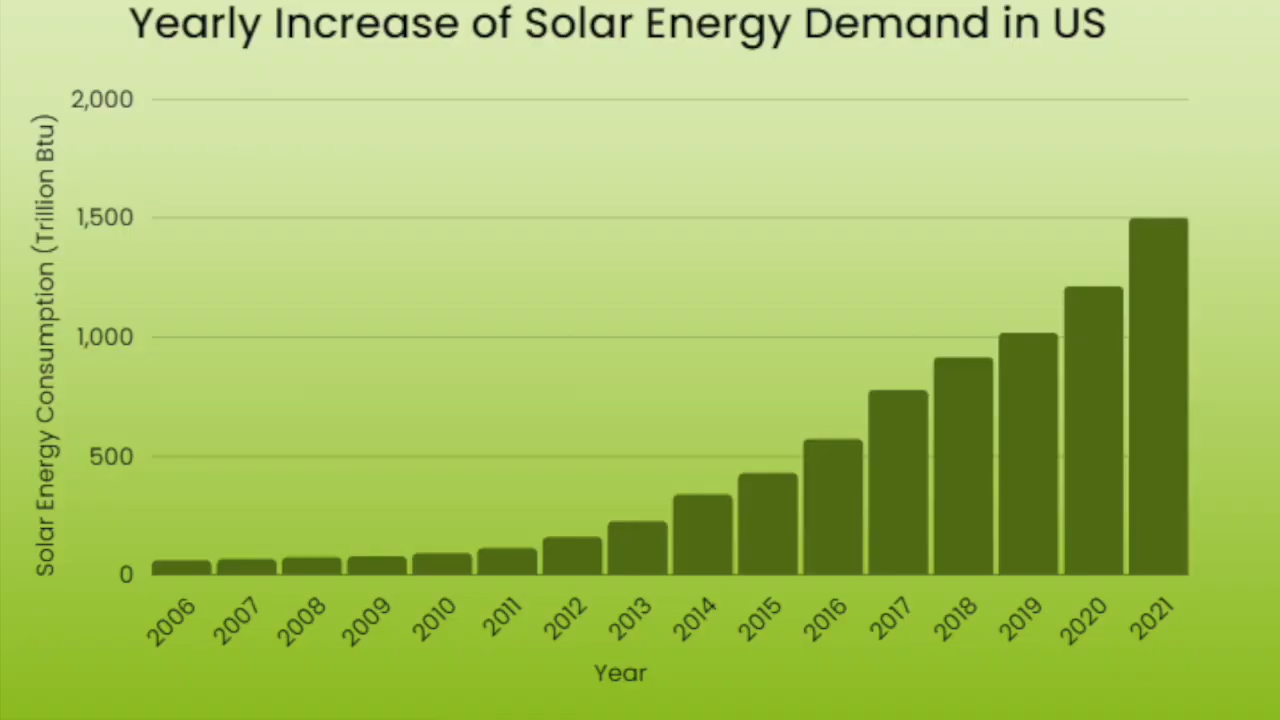 Yearly Increase of Solar Energy Demand in US
Solar Energy Consumption (Trillion Btu)
2,000
1,500
1,000
500
0
2006 2007 2008 2009 2010 2011 2012 2013 2014 2015 2016 2017 2018 2019 2020 2021
Year